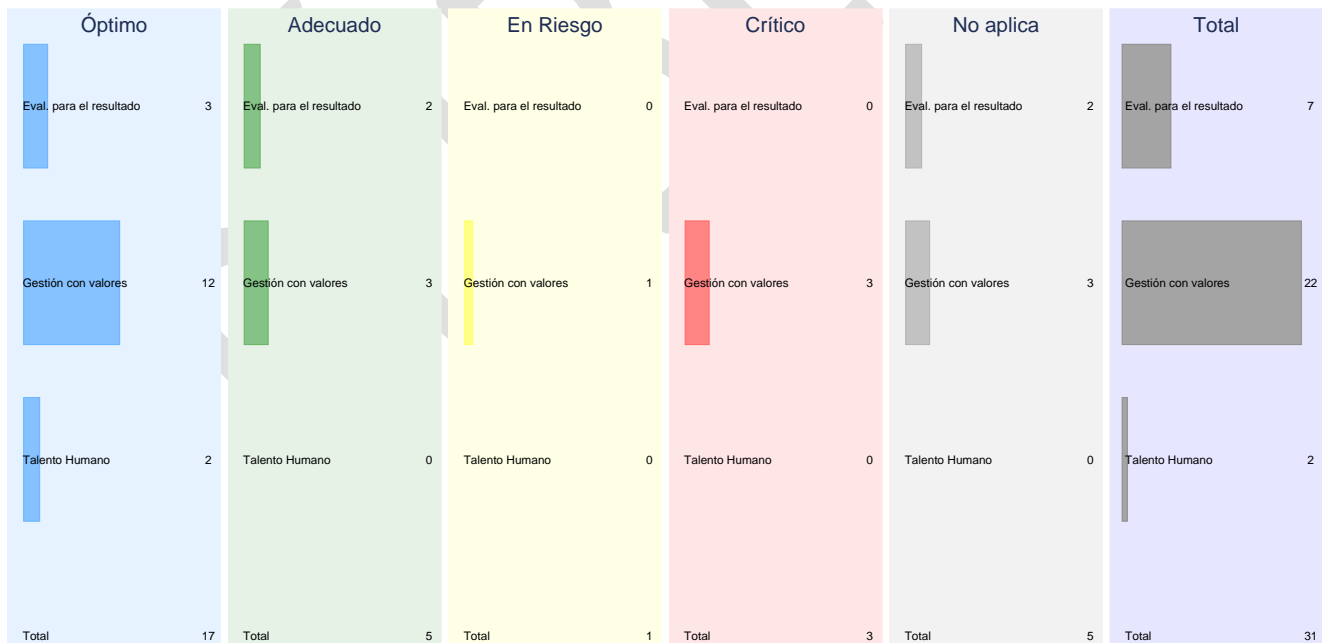 Óptimo Adecuado En Riesgo Crítico No aplica Total
Eval. para el resultado 3 Eval. para el resultado 2 Eval. para el resultado 0 Eval. para el resultado 0 Eval. para el resultado 2 Eval. para el resultado 7
Gestión con valores 12 Gestión con valores 3 Gestión con valores 1 Gestión con valores 3 Gestión con valores 3 Gestión con valores 22
Talento Humano 2 Talento Humano 0 Talento Humano 0 Talento Humano 0 Talento Humano 0 Talento Humano 2
Total 17 Total 5 Total 1 Total 3 Total 5 Total 31